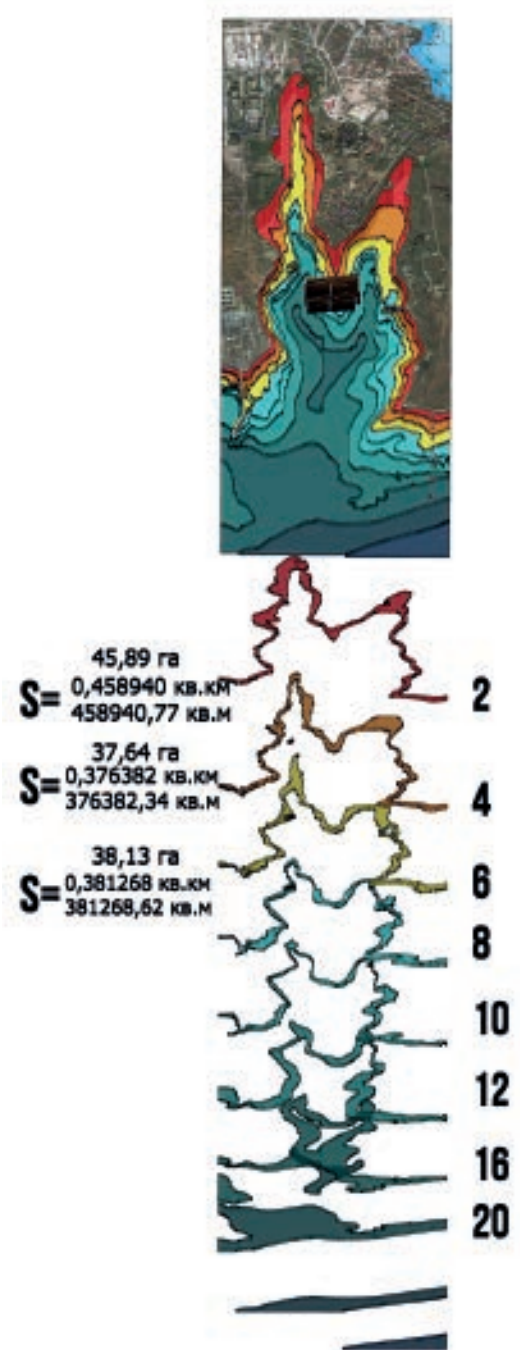 45,89 га
S= 0,458940 кв.км
458940,77 кв.м
2
37,64 га
S= 0,376382 кв.км
376382,34 кв.м
4
38,13 га
S= 0,381268 кв.км
381268,62 кв.м
6
8
10
12
16
20